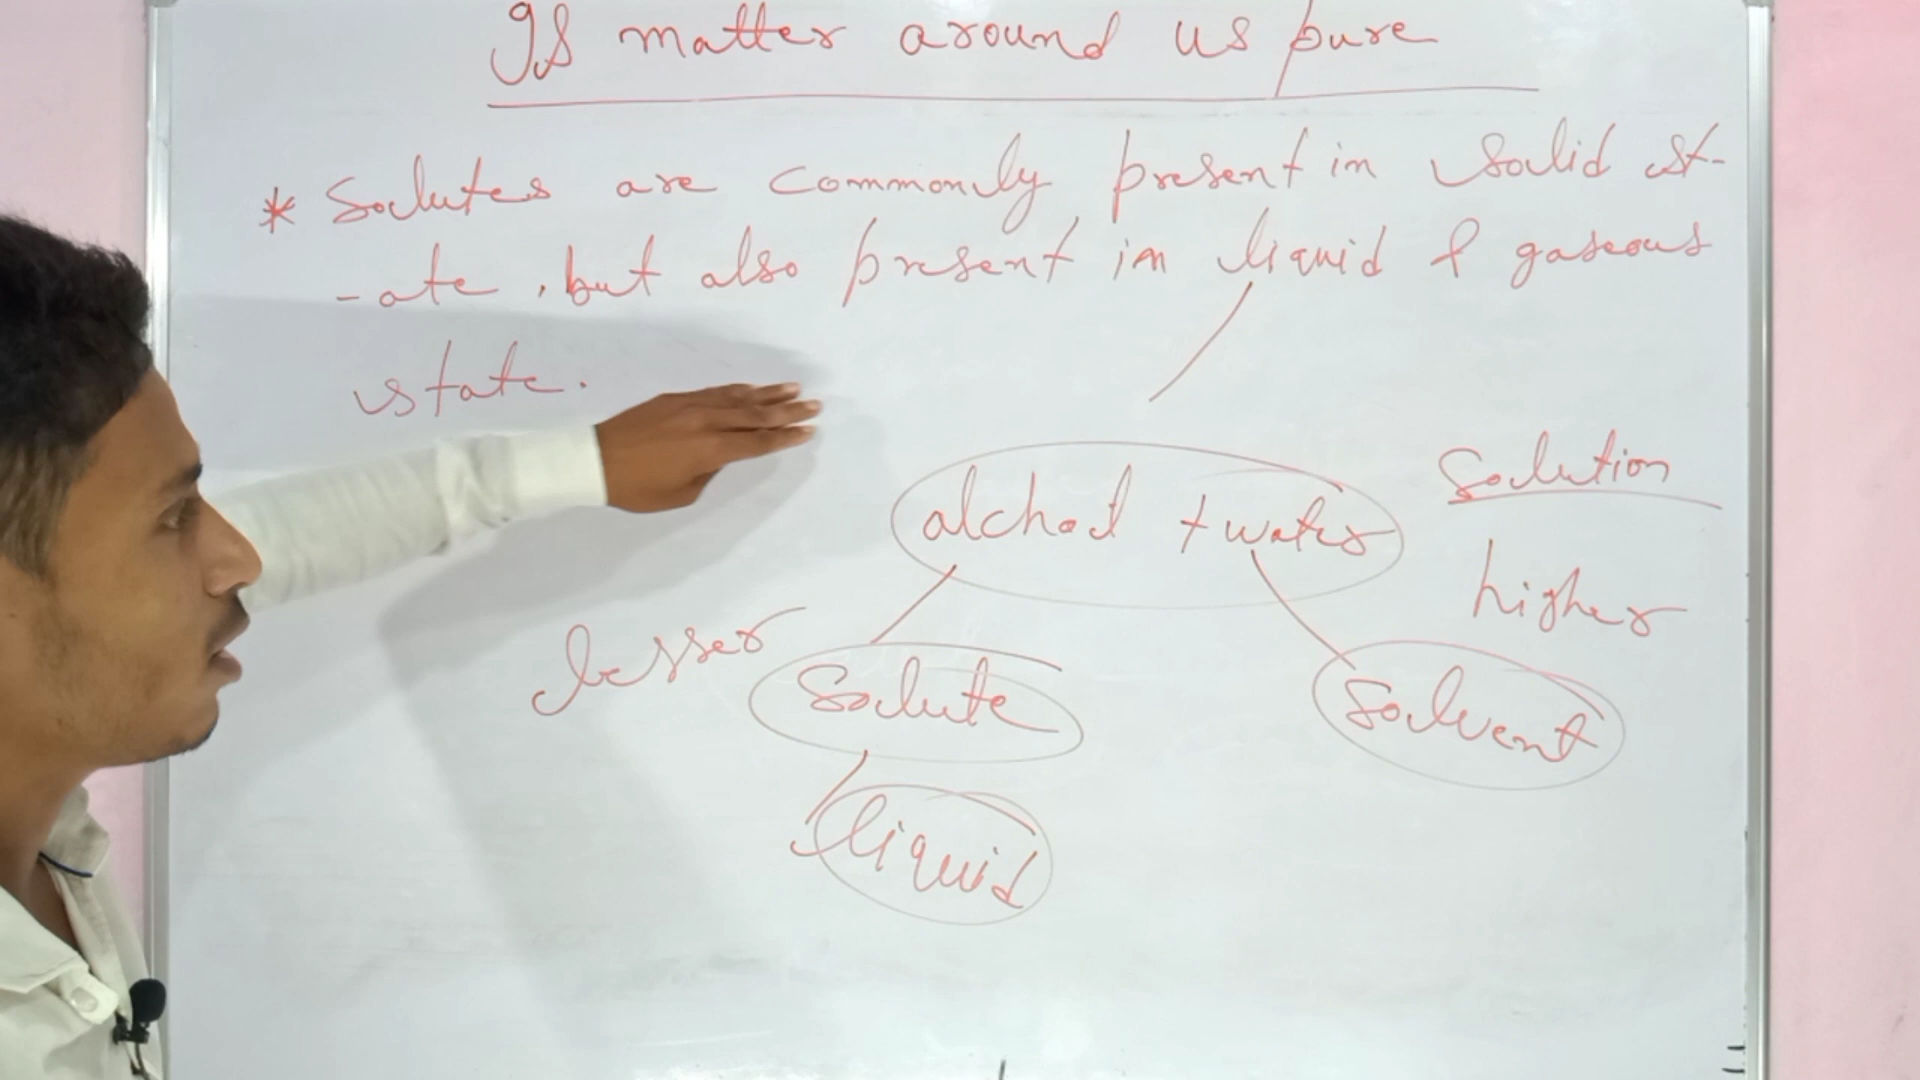 Is matter around us pure
* Solutes are commonly present in solid st-
-ate, but also present in liquid & gaseous
state.
Solution
alchol + water
higher
lesser
Solute
Solvent
liquid